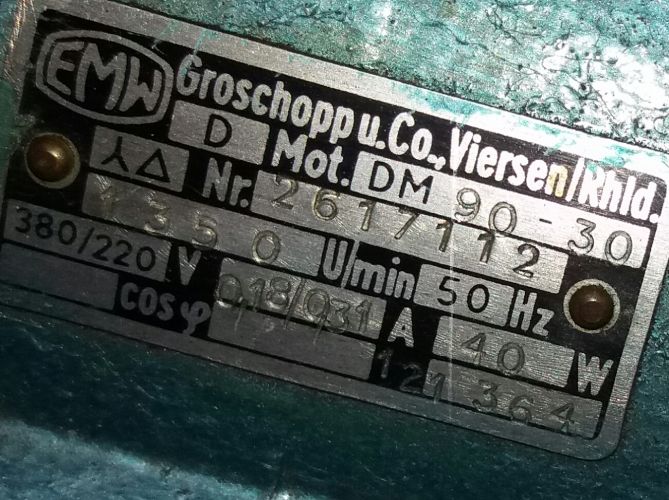 EMW Groschopp u. Co., Viersen/Rhld.
D Mot. DM 90-30
Nr. 2617112
1350 U/min 50 Hz
380/220 V 0,18/0,31 A 40 W
cos φ 121 364